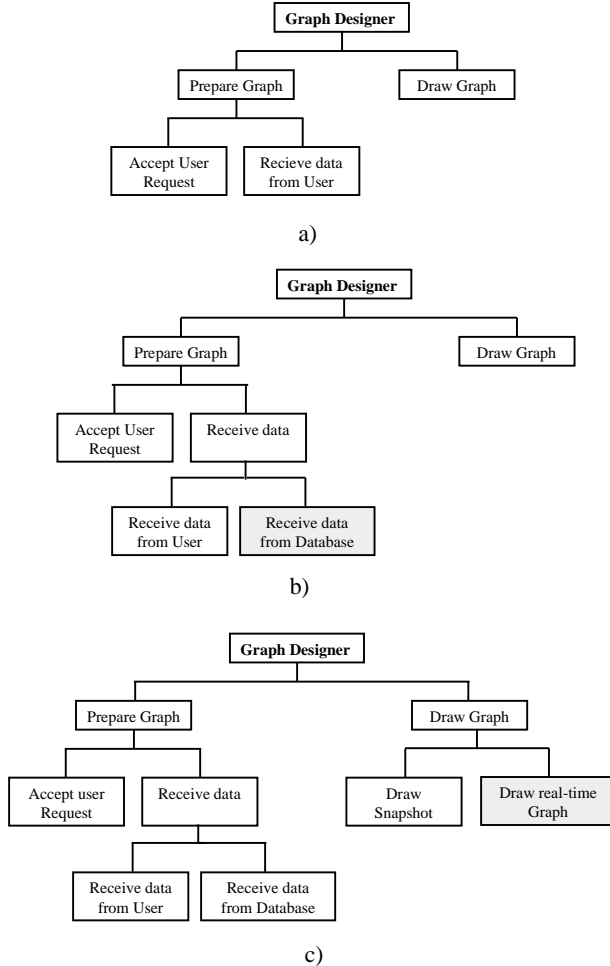 Graph Designer
Prepare Graph
Draw Graph
Accept User
Request
Recieve data
from User
a)
Graph Designer
Prepare Graph
Draw Graph
Accept User
Request
Receive data
Receive data
from User
Receive data
from Database
b)
Graph Designer
Prepare Graph
Draw Graph
Accept user
Request
Receive data
Draw
Snapshot
Draw real-time
Graph
Receive data
from User
Receive data
from Database
c)